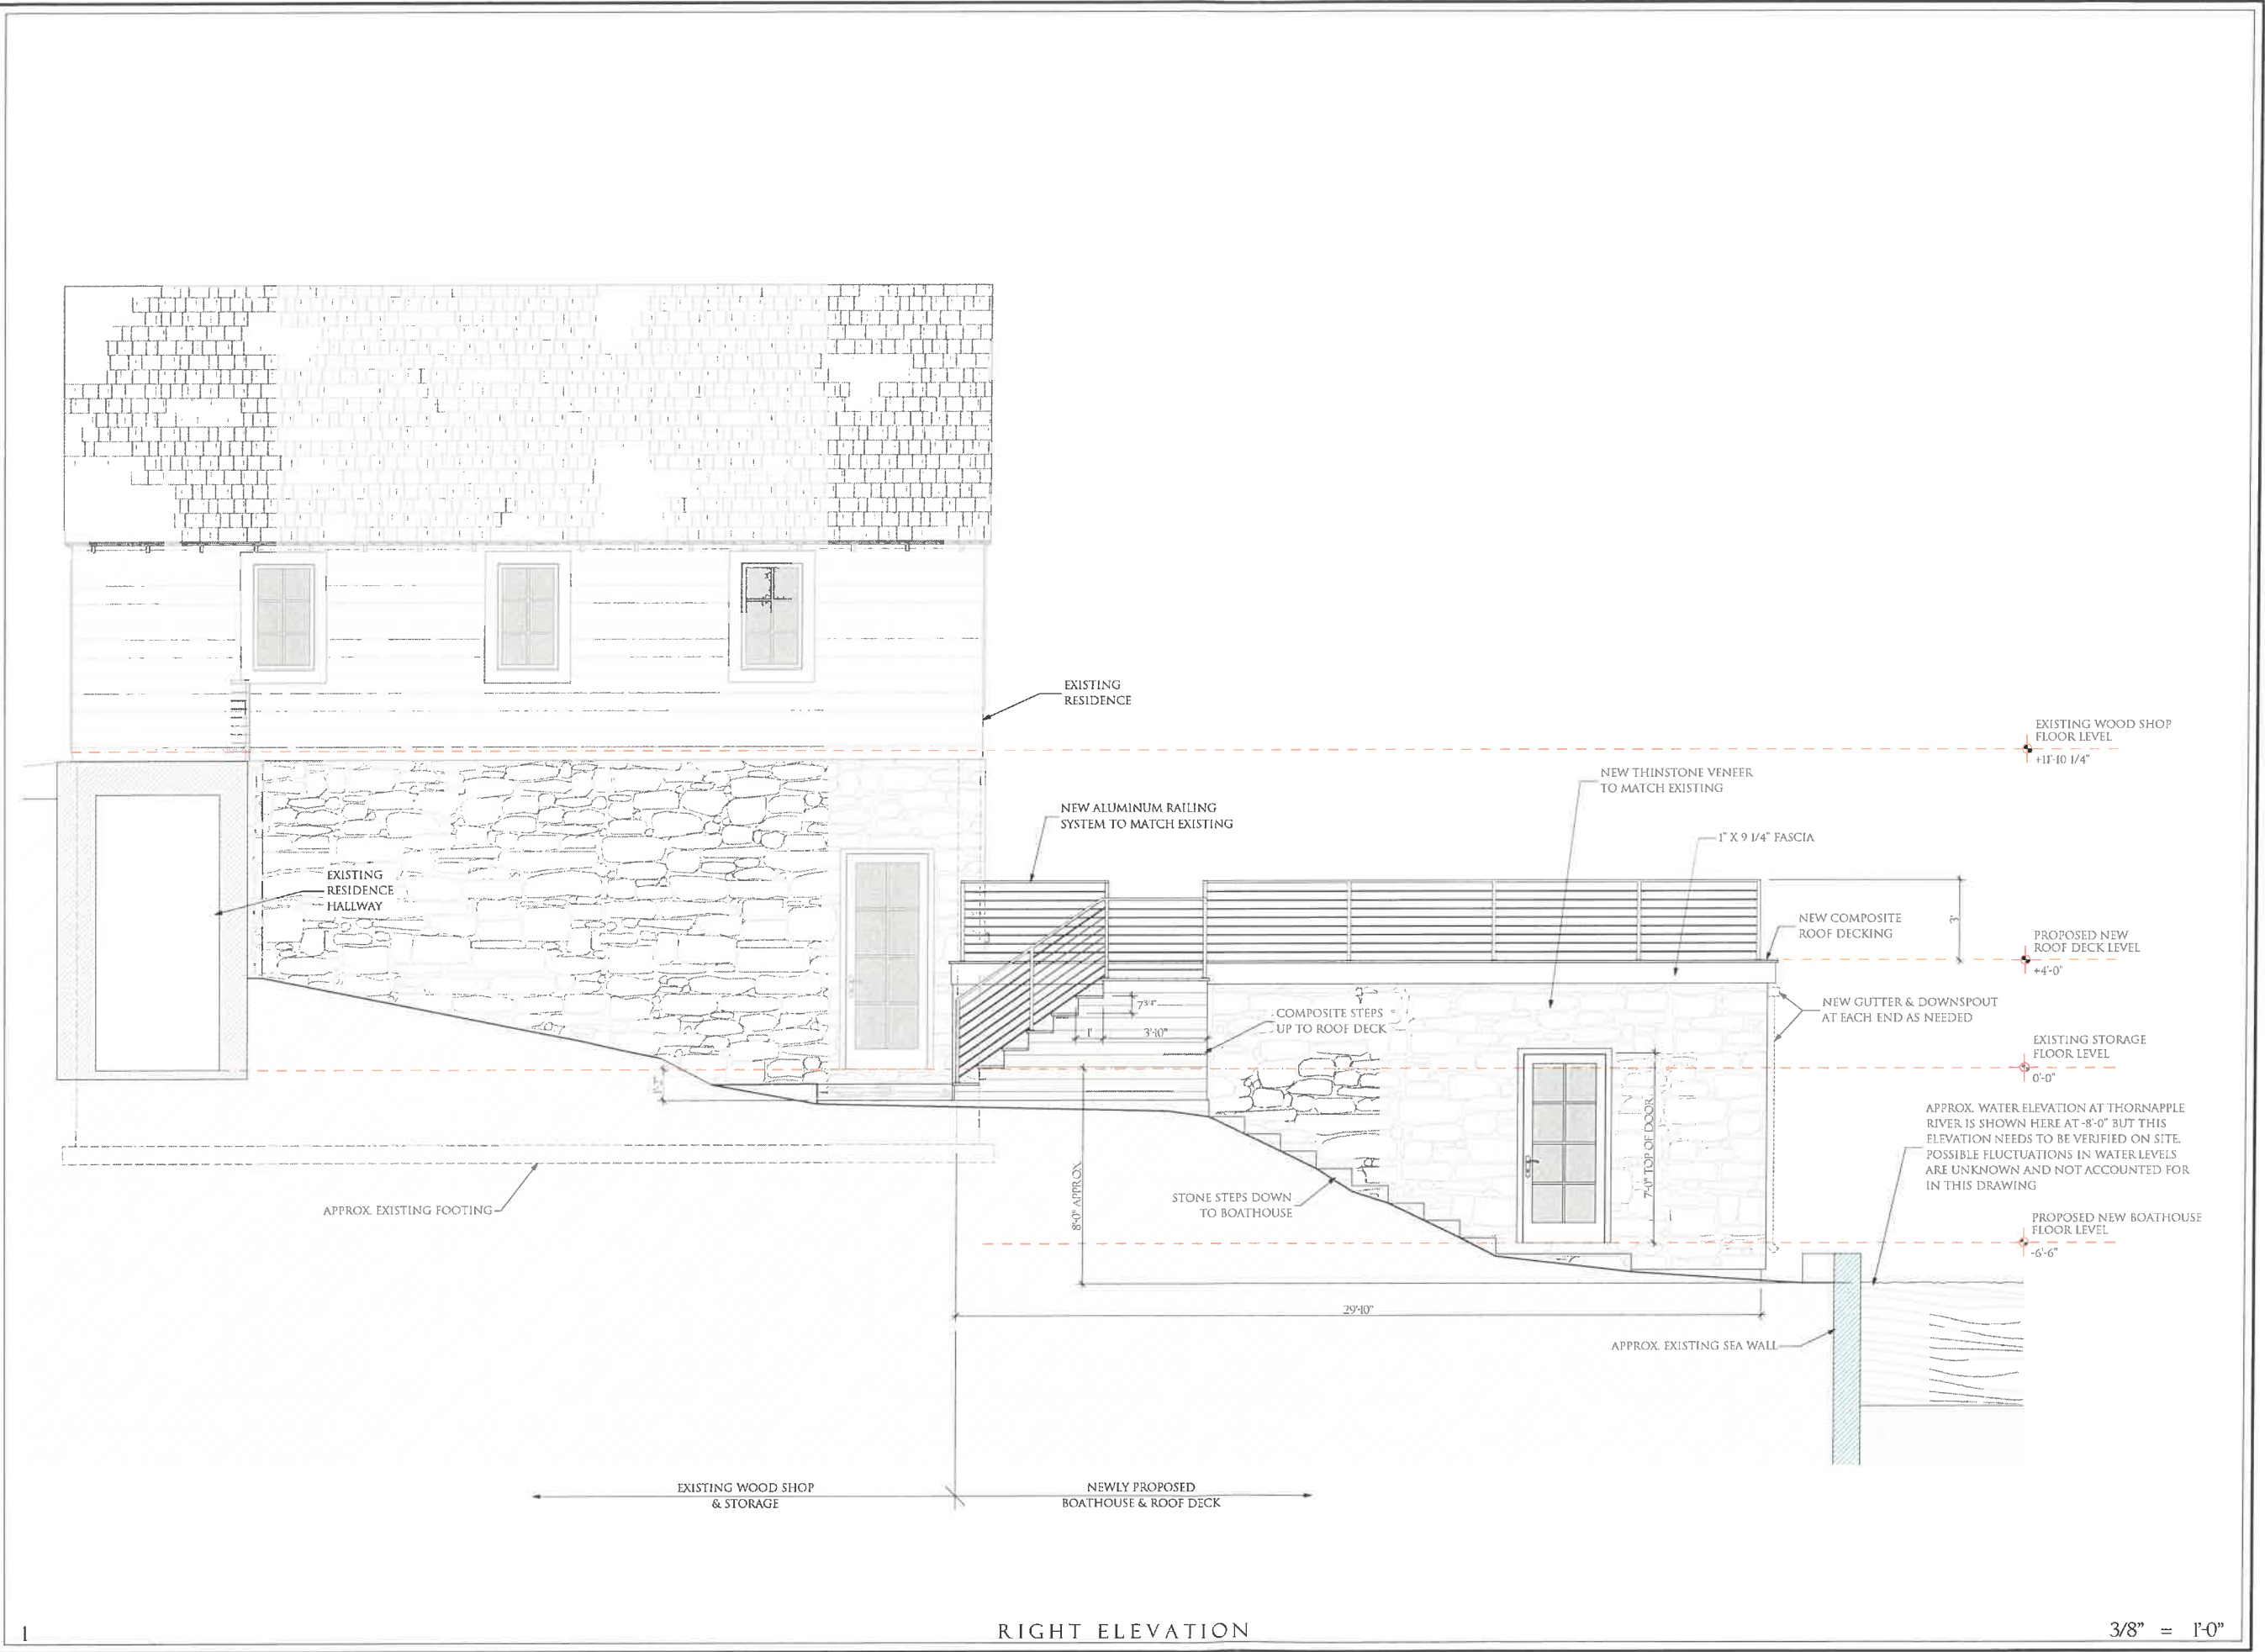 EXISTING
RESIDENCE
EXISTING WOOD SHOP
FLOOR LEVEL
+11'-10 1/4"
NEW THINSTONE VENEER
TO MATCH EXISTING
NEW ALUMINUM RAILING
SYSTEM TO MATCH EXISTING
1" X 9 1/4" FASCIA
EXISTING
RESIDENCE
HALLWAY
3'
NEW COMPOSITE
ROOF DECKING
PROPOSED NEW
ROOF DECK LEVEL
+4'-0"
7 3/4"
1'
3'-10"
COMPOSITE STEPS
UP TO ROOF DECK
NEW GUTTER & DOWNSPOUT
AT EACH END AS NEEDED
EXISTING STORAGE
FLOOR LEVEL
0'-0"
APPROX. WATER ELEVATION AT THORNAPPLE
RIVER IS SHOWN HERE AT -8'-0" BUT THIS
ELEVATION NEEDS TO BE VERIFIED ON SITE.
POSSIBLE FLUCTUATIONS IN WATER LEVELS
ARE UNKNOWN AND NOT ACCOUNTED FOR
IN THIS DRAWING
8'-0" APPROX
7'-0" TOP OF DOOR
STONE STEPS DOWN
TO BOATHOUSE
APPROX. EXISTING FOOTING
PROPOSED NEW BOATHOUSE
FLOOR LEVEL
-6'-6"
29'-10"
APPROX. EXISTING SEA WALL
EXISTING WOOD SHOP
& STORAGE
NEWLY PROPOSED
BOATHOUSE & ROOF DECK
1
RIGHT ELEVATION
3/8" = 1'-0"